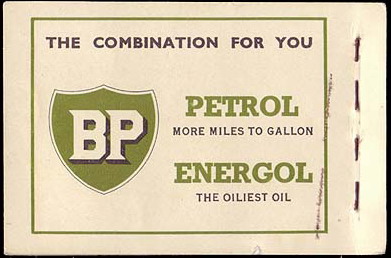 THE COMBINATION FOR YOU
BP
PETROL
MORE MILES TO GALLON
ENERGOL
THE OILIEST OIL